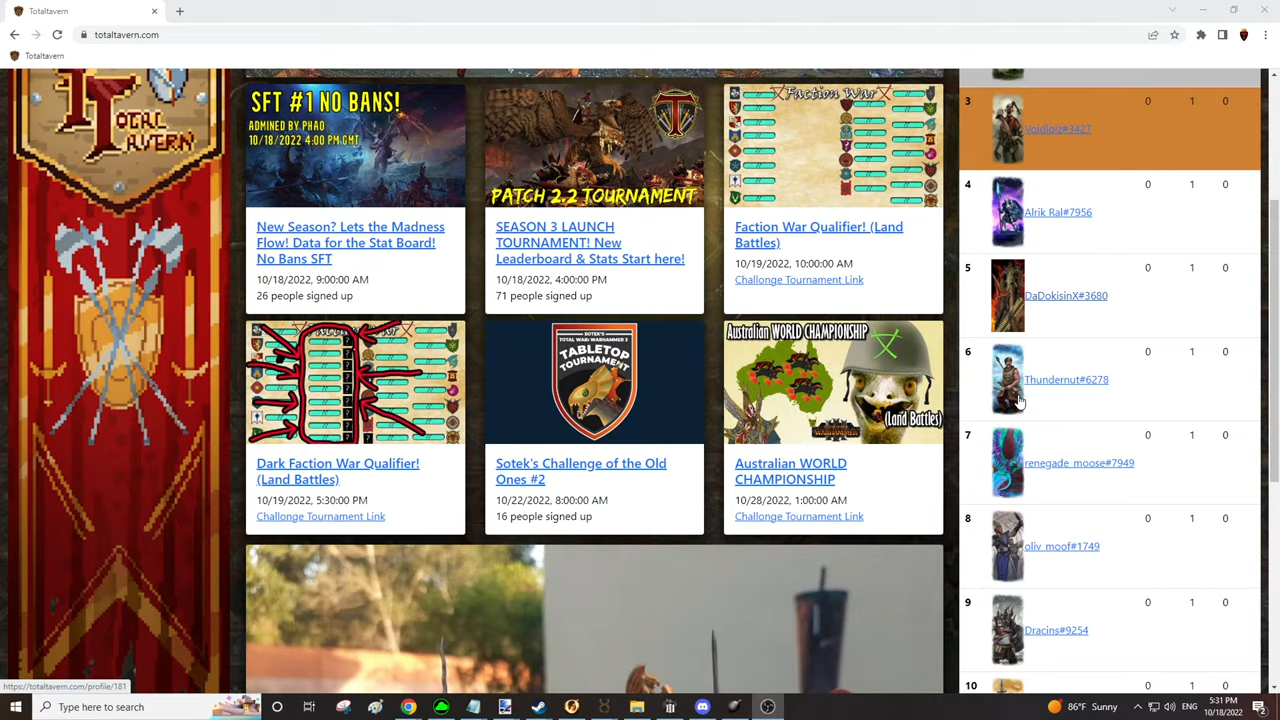 Totaltavern
totaltavern.com
Totaltavern
TOTAL
TAVERN
SFT #1 NO BANS!
ADMINED BY PHAO
10/18/2022 4:00 PM GMT
New Season? Lets the Madness
Flow! Data for the Stat Board!
No Bans SFT
10/18/2022, 9:00:00 AM
26 people signed up
PATCH 2.2 TOURNAMENT
SEASON 3 LAUNCH
TOURNAMENT! New
Leaderboard & Stats Start here!
10/18/2022, 4:00:00 PM
71 people signed up
Faction War
Faction War Qualifier! (Land
Battles)
10/19/2022, 10:00:00 AM
Challonge Tournament Link
Dark Faction War Qualifier!
(Land Battles)
10/19/2022, 5:30:00 PM
Challonge Tournament Link
SOTEK'S
TOTAL WAR: WARHAMMER 3
TABLETOP
TOURNAMENT
Sotek's Challenge of the Old
Ones #2
10/22/2022, 8:00:00 AM
16 people signed up
Australian WORLD
CHAMPIONSHIP
(Land Battles)
WARHAMMER
Australian WORLD
CHAMPIONSHIP
10/28/2022, 1:00:00 AM
Challonge Tournament Link
3 Voidloiz#3427 0 1 0
4 Alrik Ral#7956 0 1 0
5 DaDokisinX#3680 0 1 0
6 Thundernut#6278 0 1 0
7 renegade_moose#7949 0 1 0
8 oliv_moof#1749 0 1 0
9 Dracins#9254 0 1 0
10 0 1 0
https://totaltavern.com/profile/181
Type here to search
86°F Sunny
ENG
5:31 PM
10/18/2022
2